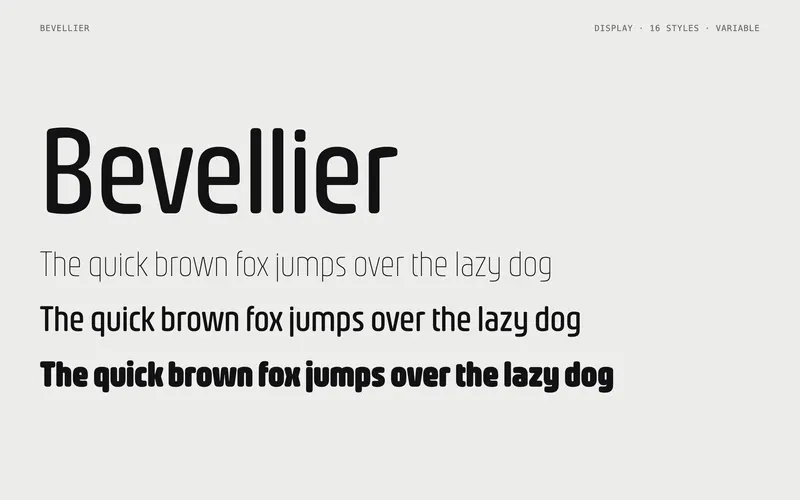 BEVELLIER
DISPLAY · 16 STYLES · VARIABLE
Bevellier
The quick brown fox jumps over the lazy dog
The quick brown fox jumps over the lazy dog
The quick brown fox jumps over the lazy dog